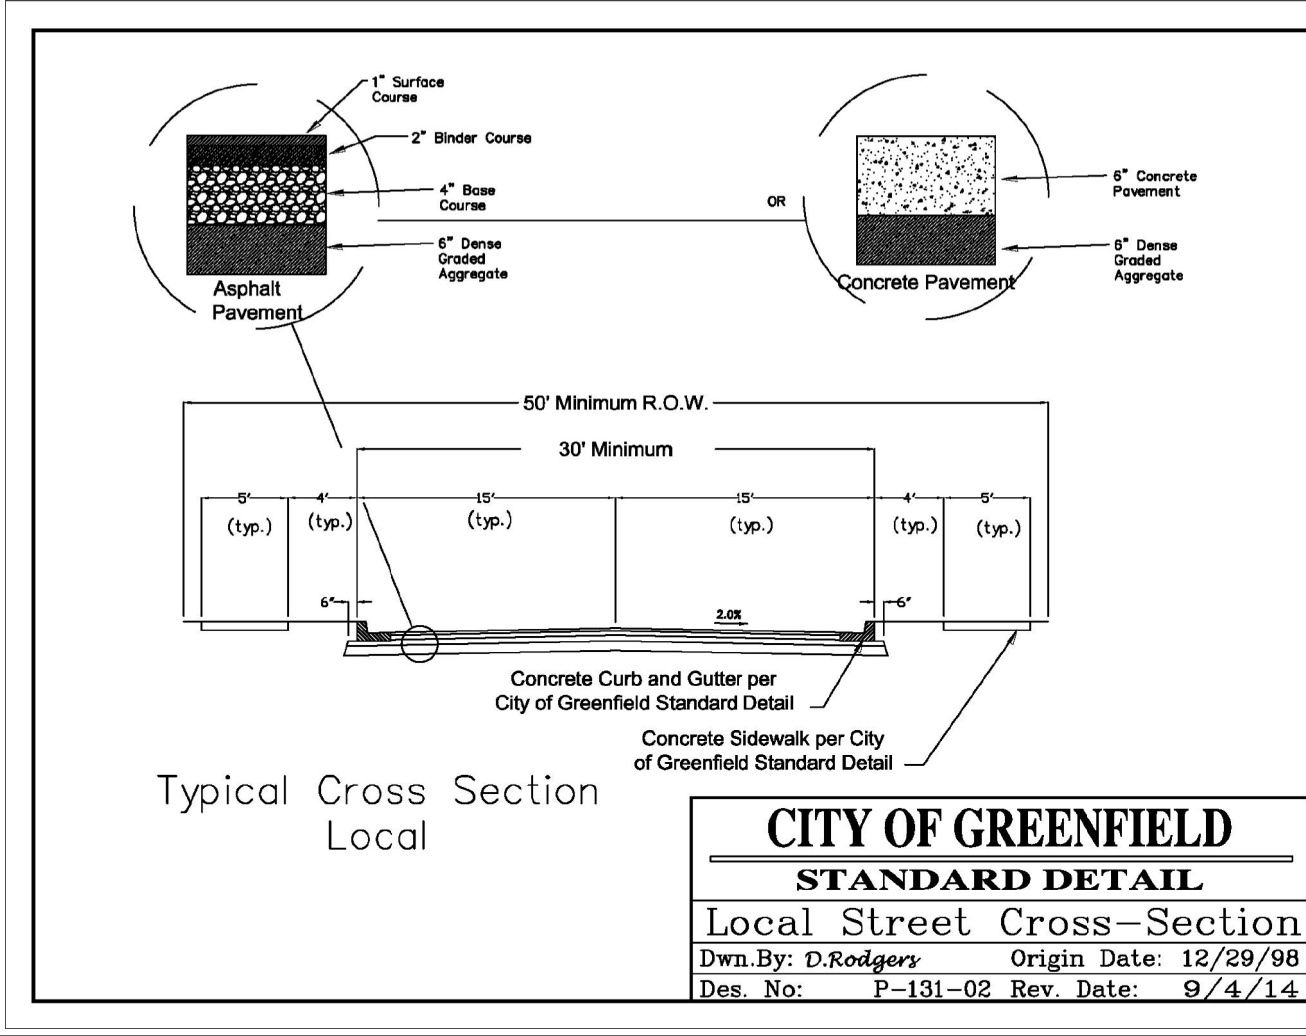 1" Surface
Course
2" Binder Course
4" Base
Course
6" Dense
Graded
Aggregate
Asphalt
Pavement
OR
6" Concrete
Pavement
6" Dense
Graded
Aggregate
Concrete Pavement
50' Minimum R.O.W.
30' Minimum
5' 4' 15' 15' 4' 5'
(typ.) (typ.) (typ.) (typ.) (typ.) (typ.)
6" 2.0% 6"
Concrete Curb and Gutter per
City of Greenfield Standard Detail
Concrete Sidewalk per City
of Greenfield Standard Detail
Typical Cross Section
Local
CITY OF GREENFIELD
STANDARD DETAIL
Local Street Cross-Section
Dwn.By: D.Rodgers Origin Date: 12/29/98
Des. No: P-131-02 Rev. Date: 9/4/14